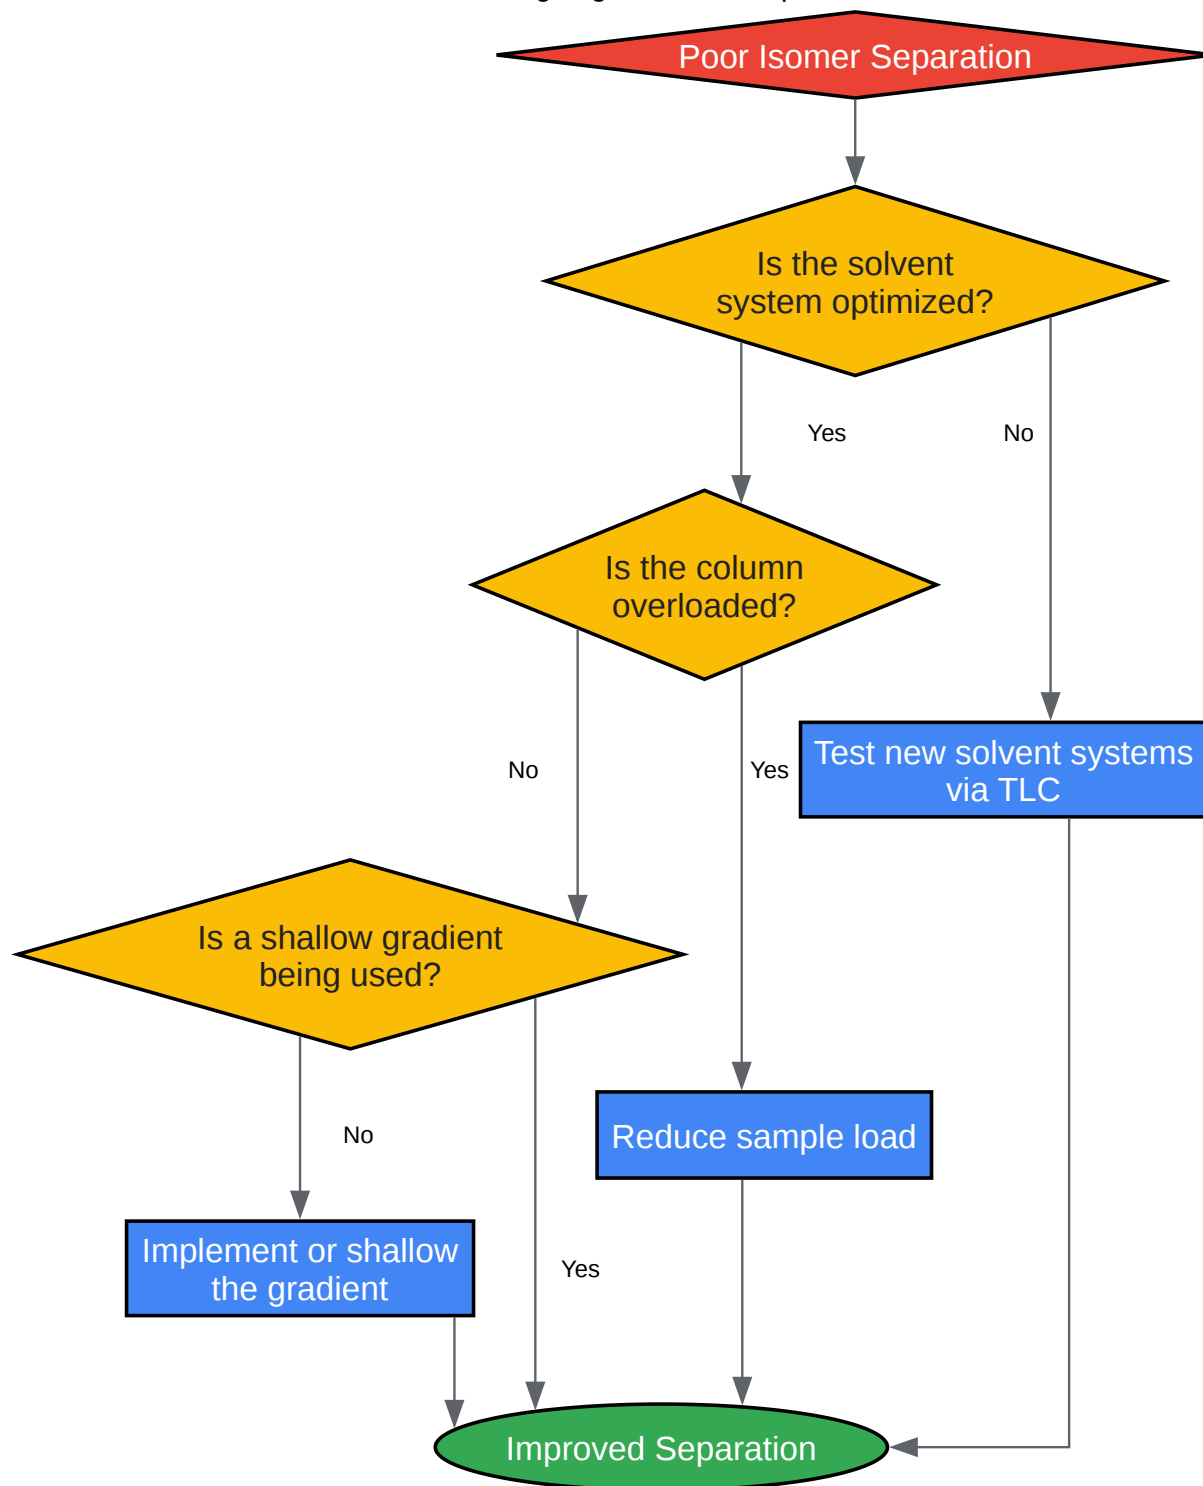 Poor Isomer Separation
Is the solvent
system optimized?
Yes
No
Is the column
overloaded?
No
Yes
Test new solvent systems
via TLC
Is a shallow gradient
being used?
No
Reduce sample load
Implement or shallow
the gradient
Yes
Improved Separation